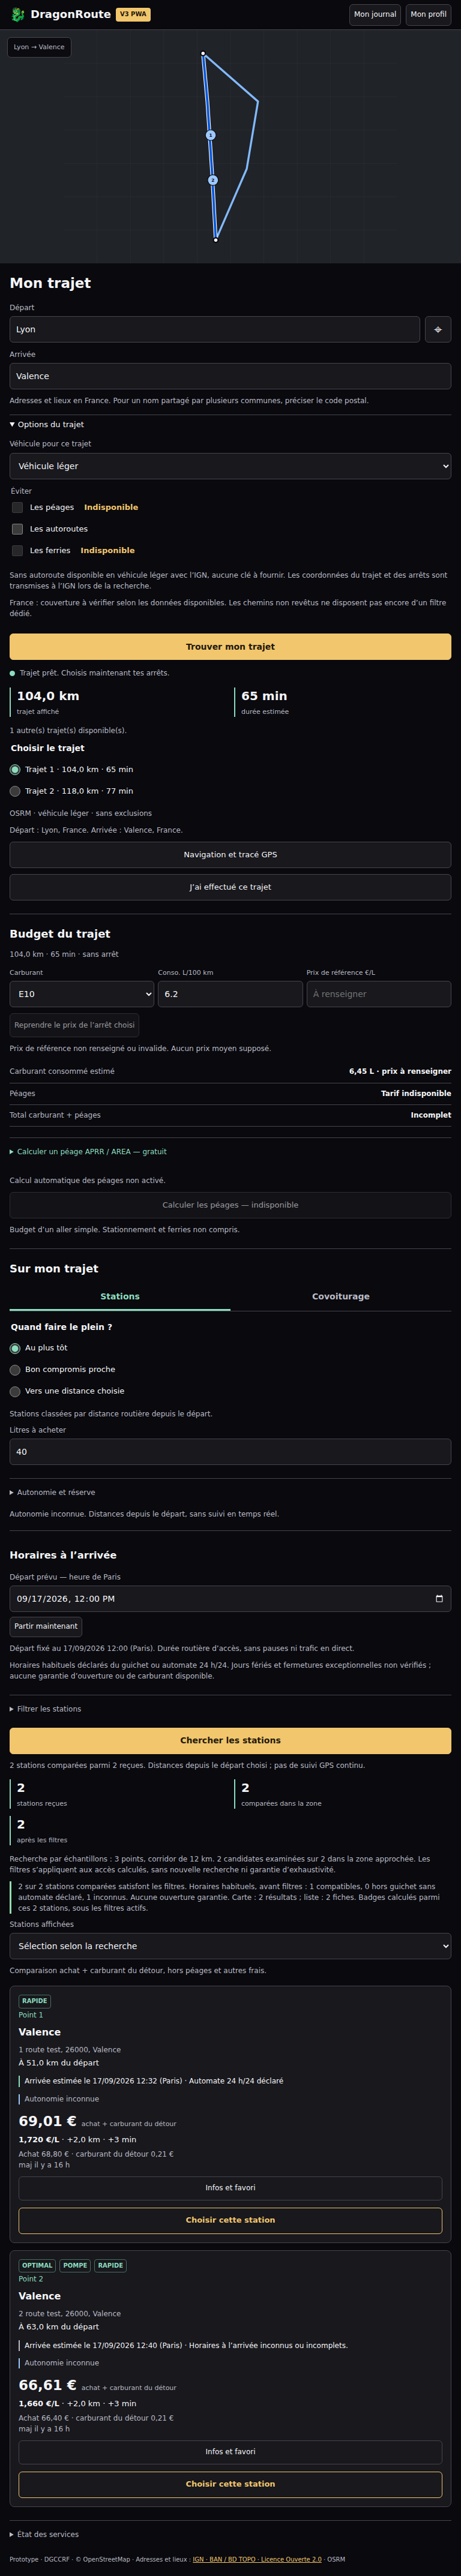 DragonRoute
V3 PWA
Mon journal
Mon profil
Lyon → Valence
1
2
Mon trajet
Départ
Lyon
Arrivée
Valence
Adresses et lieux en France. Pour un nom partagé par plusieurs communes, préciser le code postal.
▼ Options du trajet
Véhicule pour ce trajet
Véhicule léger
Éviter
Les péages Indisponible
Les autoroutes
Les ferries Indisponible
Sans autoroute disponible en véhicule léger avec l’IGN, aucune clé à fournir. Les coordonnées du trajet et des arrêts sont
transmises à l’IGN lors de la recherche.
France : couverture à vérifier selon les données disponibles. Les chemins non revêtus ne disposent pas encore d’un filtre
dédié.
Trouver mon trajet
Trajet prêt. Choisis maintenant tes arrêts.
104,0 km
trajet affiché
65 min
durée estimée
1 autre(s) trajet(s) disponible(s).
Choisir le trajet
Trajet 1 · 104,0 km · 65 min
Trajet 2 · 118,0 km · 77 min
OSRM · véhicule léger · sans exclusions
Départ : Lyon, France. Arrivée : Valence, France.
Navigation et tracé GPS
J’ai effectué ce trajet
Budget du trajet
104,0 km · 65 min · sans arrêt
Carburant
Conso. L/100 km
Prix de référence €/L
E10
6.2
À renseigner
Reprendre le prix de l’arrêt choisi
Prix de référence non renseigné ou invalide. Aucun prix moyen supposé.
Carburant consommé estimé
6,45 L · prix à renseigner
Péages
Tarif indisponible
Total carburant + péages
Incomplet
▶ Calculer un péage APRR / AREA — gratuit
Calcul automatique des péages non activé.
Calculer les péages — indisponible
Budget d’un aller simple. Stationnement et ferries non compris.
Sur mon trajet
Stations
Covoiturage
Quand faire le plein ?
Au plus tôt
Bon compromis proche
Vers une distance choisie
Stations classées par distance routière depuis le départ.
Litres à acheter
40
▶ Autonomie et réserve
Autonomie inconnue. Distances depuis le départ, sans suivi en temps réel.
Horaires à l’arrivée
Départ prévu — heure de Paris
09/17/2026, 12:00 PM
Partir maintenant
Départ fixé au 17/09/2026 12:00 (Paris). Durée routière d’accès, sans pauses ni trafic en direct.
Horaires habituels déclarés du guichet ou automate 24 h/24. Jours fériés et fermetures exceptionnelles non vérifiés ;
aucune garantie d’ouverture ou de carburant disponible.
▶ Filtrer les stations
Chercher les stations
2 stations comparées parmi 2 reçues. Distances depuis le départ choisi ; pas de suivi GPS continu.
2
stations reçues
2
comparées dans la zone
2
après les filtres
Recherche par échantillons : 3 points, corridor de 12 km. 2 candidates examinées sur 2 dans la zone approchée. Les
filtres s’appliquent aux accès calculés, sans nouvelle recherche ni garantie d’exhaustivité.
2 sur 2 stations comparées satisfont les filtres. Horaires habituels, avant filtres : 1 compatibles, 0 hors guichet sans
automate déclaré, 1 inconnus. Aucune ouverture garantie. Carte : 2 résultats ; liste : 2 fiches. Badges calculés parmi
ces 2 stations, sous les filtres actifs.
Stations affichées
Sélection selon la recherche
Comparaison achat + carburant du détour, hors péages et autres frais.
RAPIDE
Point 1
Valence
1 route test, 26000, Valence
À 51,0 km du départ
Arrivée estimée le 17/09/2026 12:32 (Paris) · Automate 24 h/24 déclaré
Autonomie inconnue
69,01 € achat + carburant du détour
1,720 €/L · +2,0 km · +3 min
Achat 68,80 € · carburant du détour 0,21 €
maj il y a 16 h
Infos et favori
Choisir cette station
OPTIMAL POMPE RAPIDE
Point 2
Valence
2 route test, 26000, Valence
À 63,0 km du départ
Arrivée estimée le 17/09/2026 12:40 (Paris) · Horaires à l’arrivée inconnus ou incomplets.
Autonomie inconnue
66,61 € achat + carburant du détour
1,660 €/L · +2,0 km · +3 min
Achat 66,40 € · carburant du détour 0,21 €
maj il y a 16 h
Infos et favori
Choisir cette station
▶ État des services
Prototype · DGCCRF · © OpenStreetMap · Adresses et lieux : IGN · BAN / BD TOPO · Licence Ouverte 2.0 · OSRM